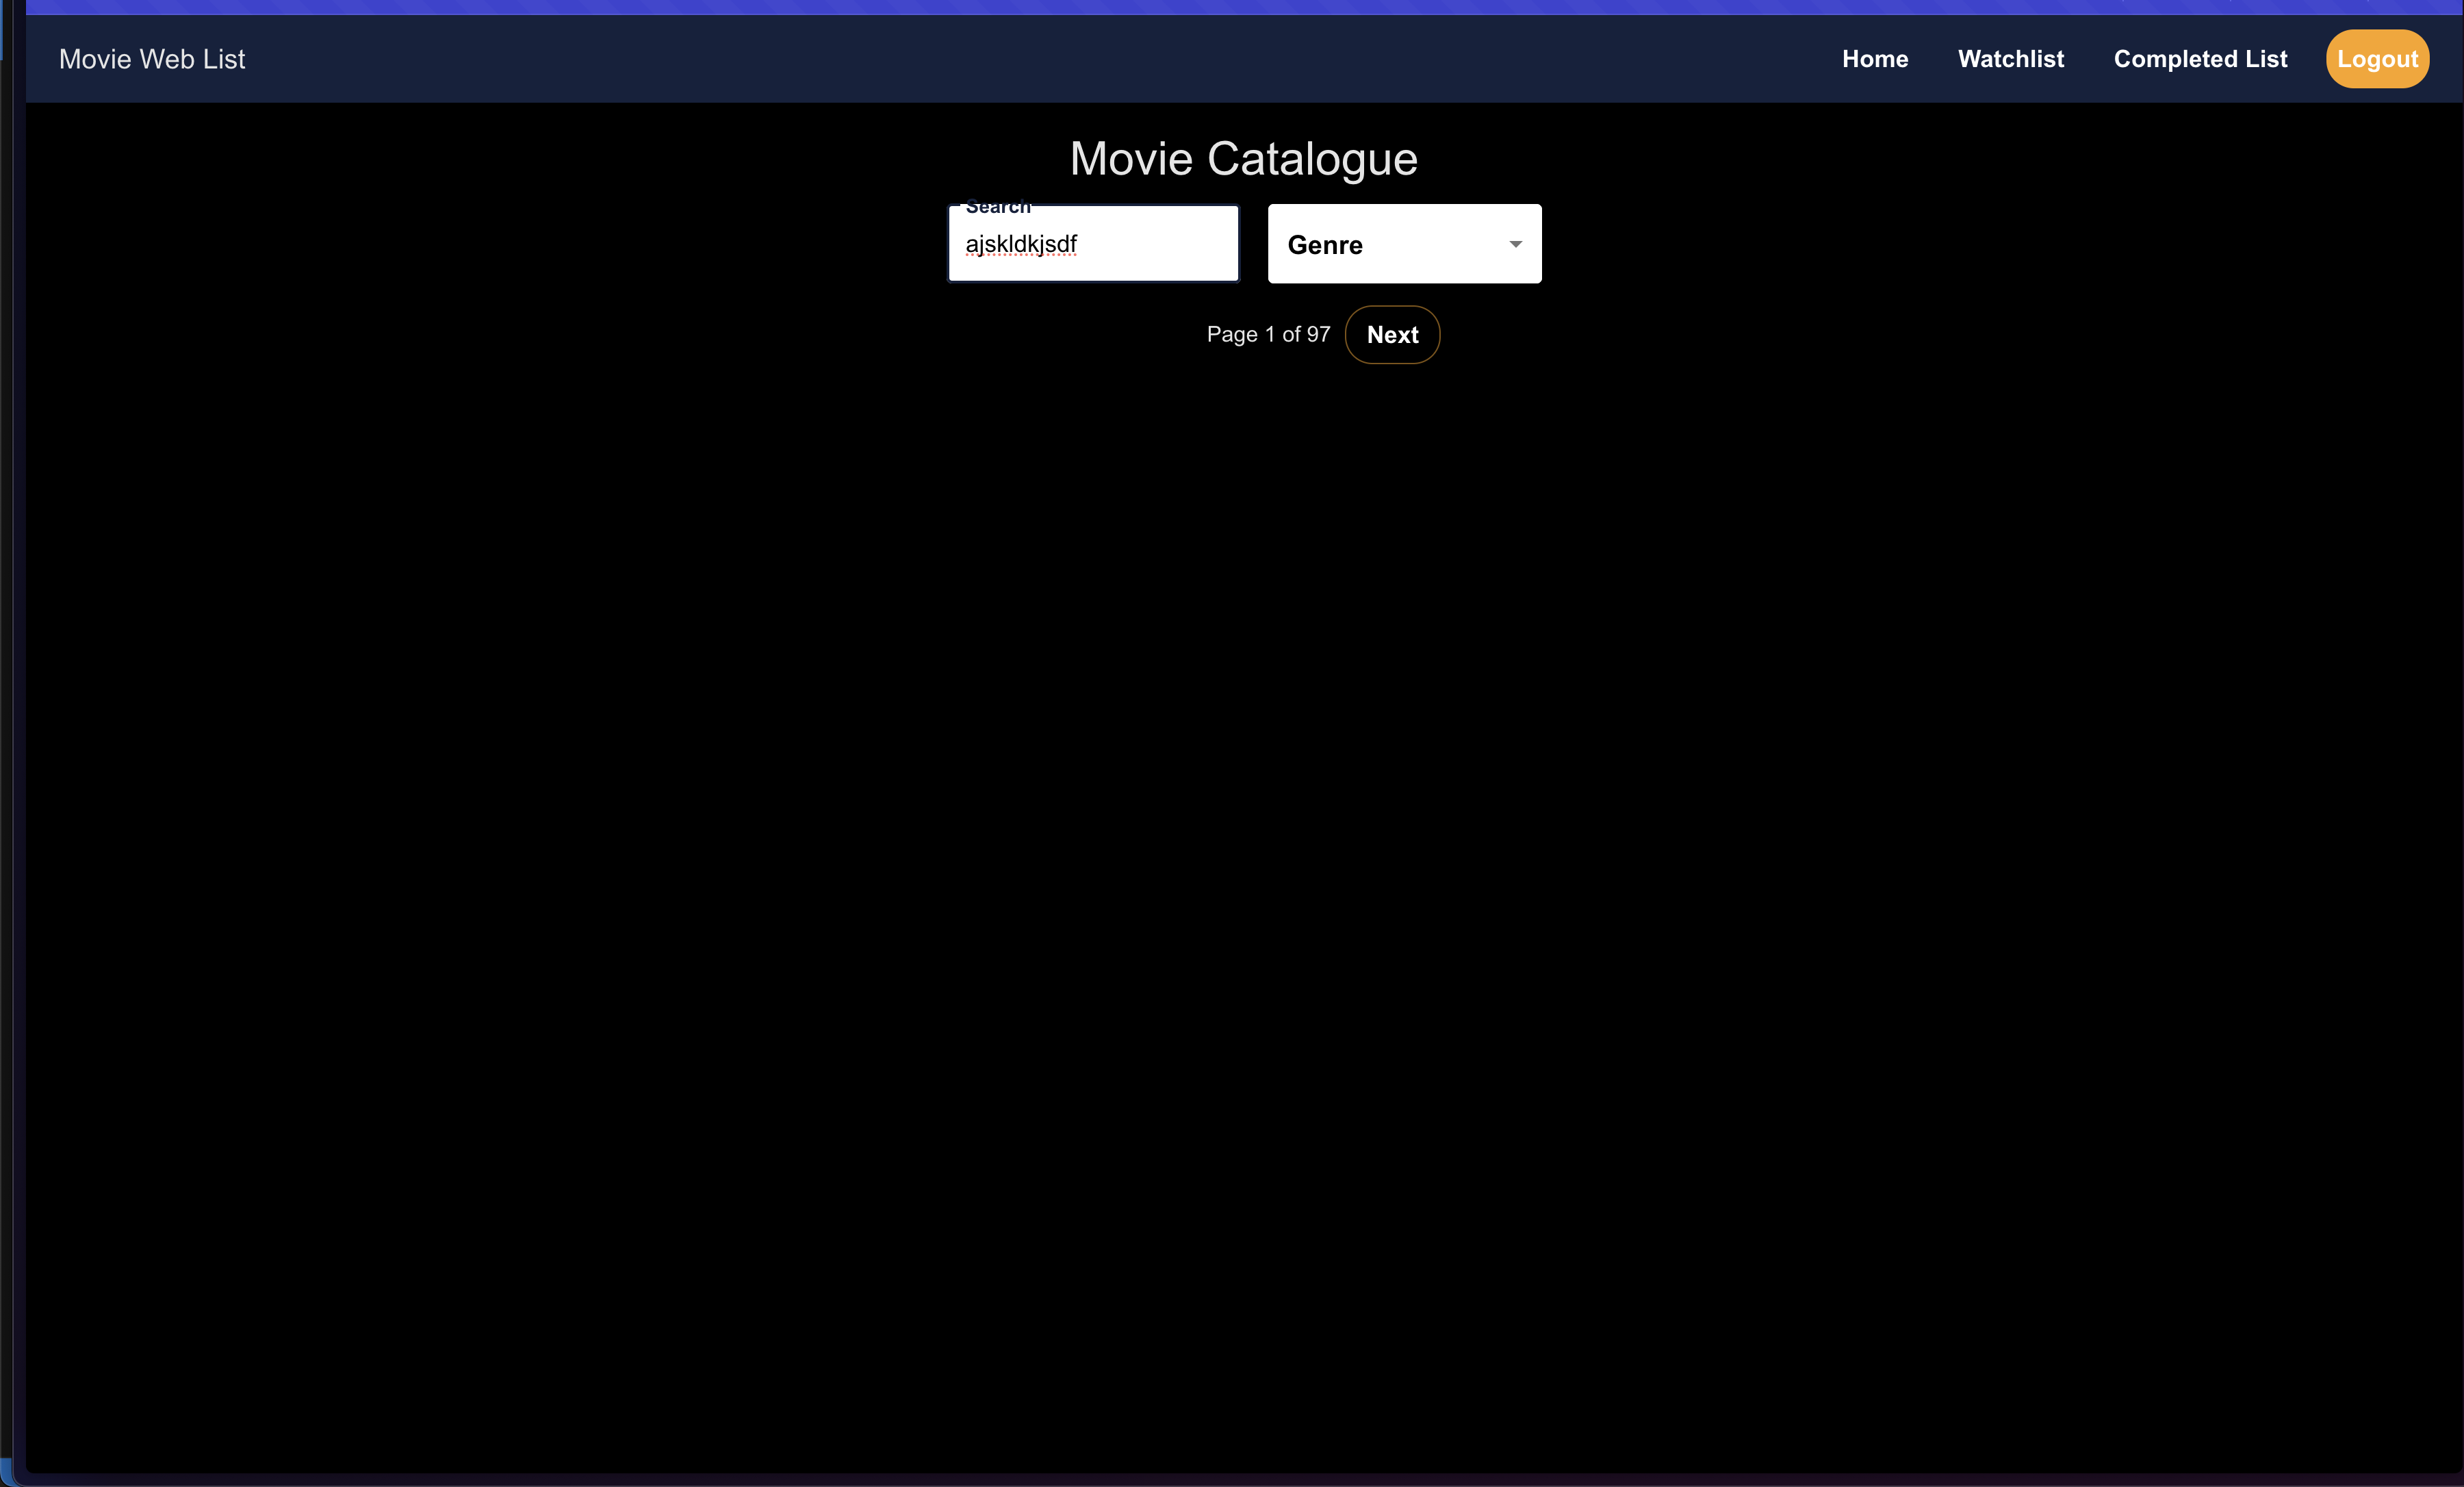 Movie Web List
Home Watchlist Completed List Logout
Movie Catalogue
Search
ajskldkjsdf
Genre
Page 1 of 97 Next